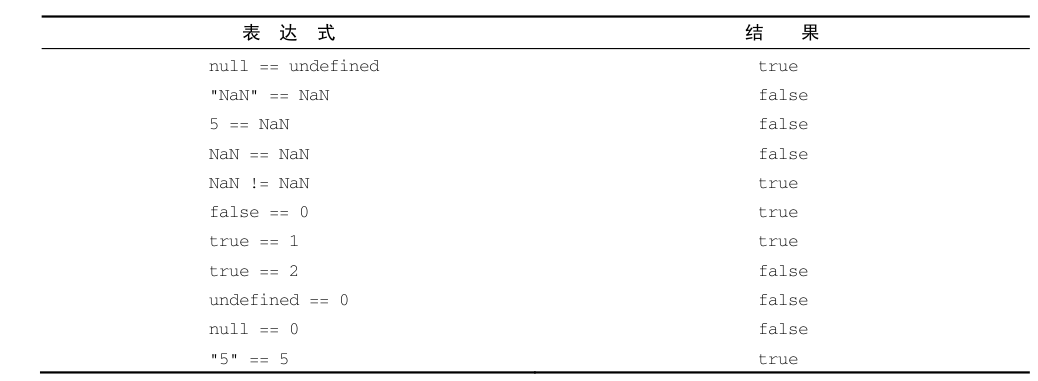 表 达 式 结 果
null == undefined true
"NaN" == NaN false
5 == NaN false
NaN == NaN false
NaN != NaN true
false == 0 true
true == 1 true
true == 2 false
undefined == 0 false
null == 0 false
"5" == 5 true